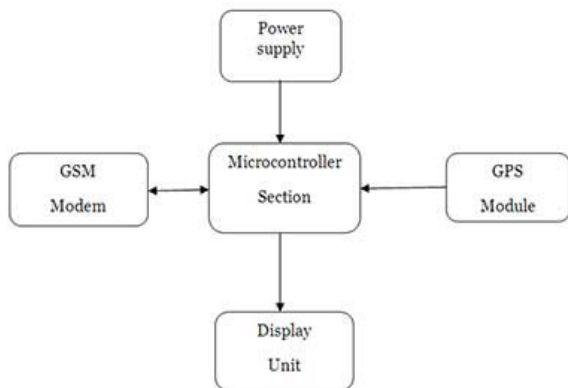 Power
supply
Microcontroller
Section
GSM
Modem
GPS
Module
Display
Unit